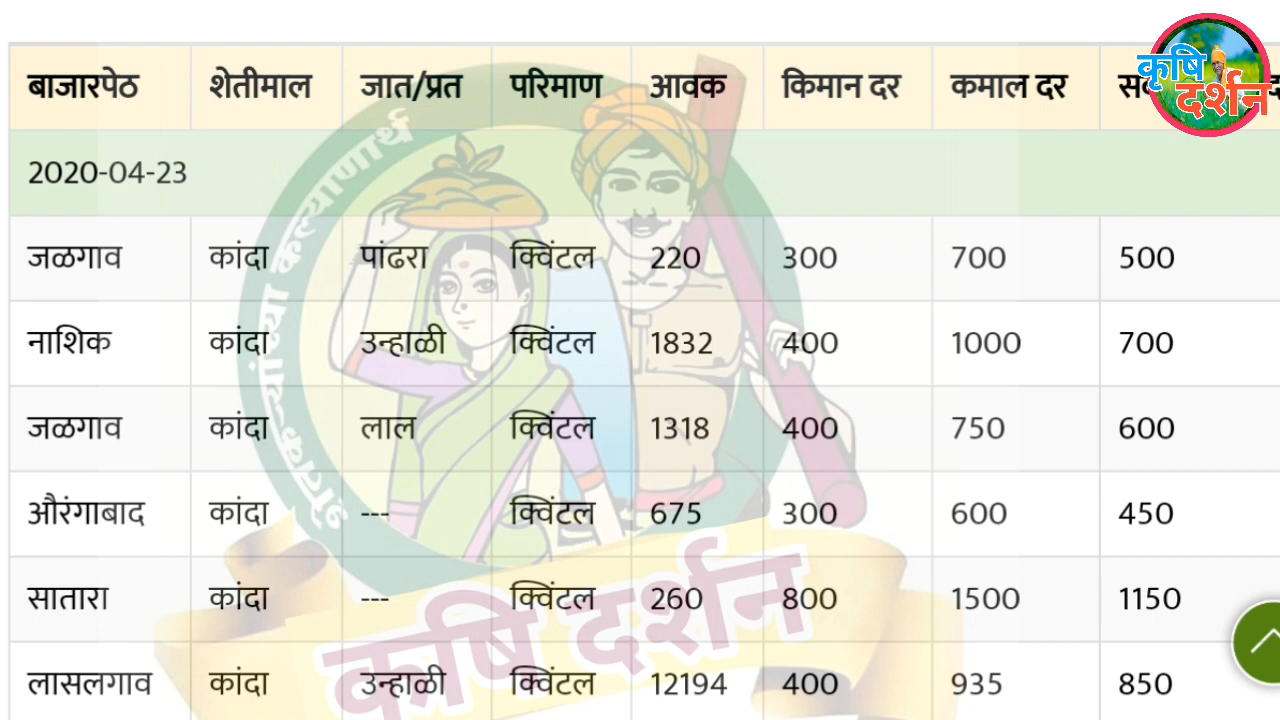 बाजारपेठ शेतीमाल जात/प्रत परिमाण आवक किमान दर कमाल दर
कृषि
दर्शन
2020-04-23
जळगाव कांदा पांढरा क्विंटल 220 300 700 500
नाशिक कांदा उन्हाळी क्विंटल 1832 400 1000 700
जळगाव कांदा लाल क्विंटल 1318 400 750 600
औरंगाबाद कांदा --- क्विंटल 675 300 600 450
सातारा कांदा --- क्विंटल 260 800 1500 1150
लासलगाव कांदा उन्हाळी क्विंटल 12194 400 935 850
कृषि दर्शन